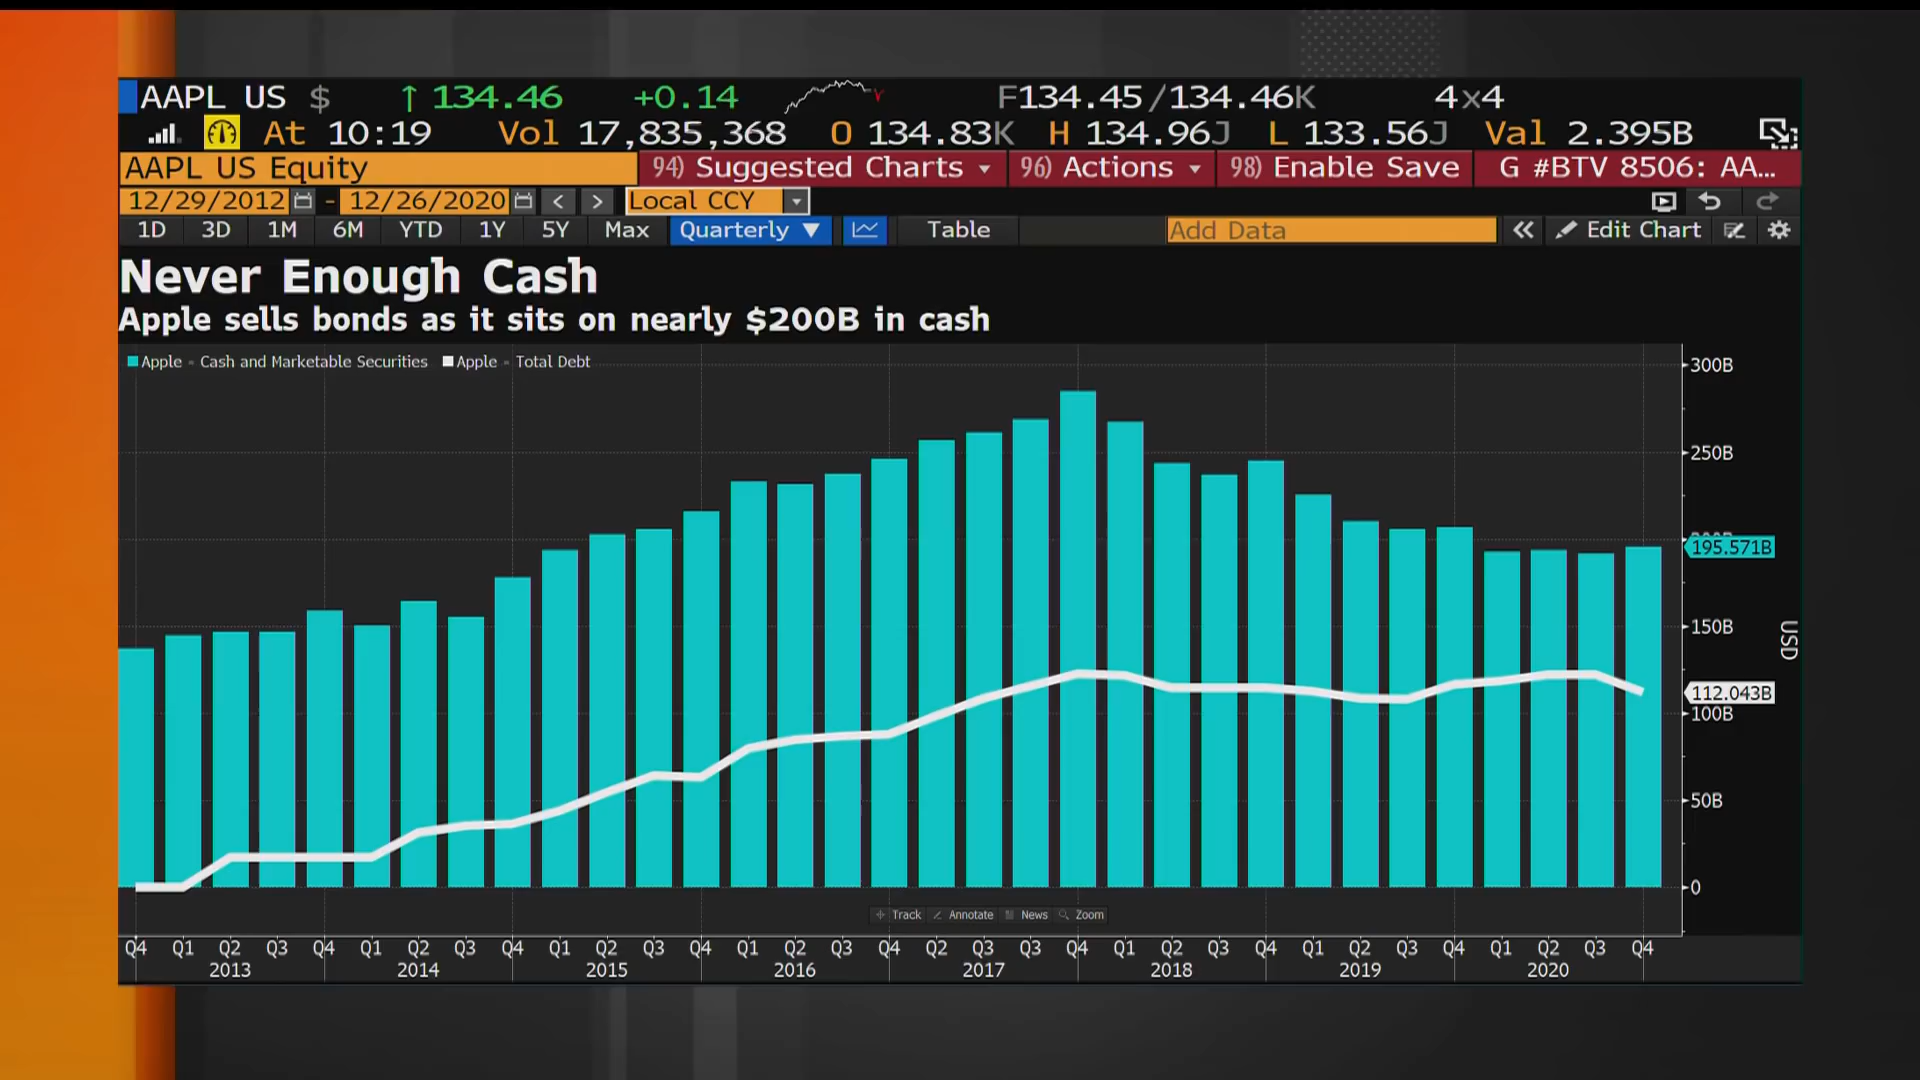 AAPL US $ ↑ 134.46 +0.14 F134.45/134.46K 4x4
At 10:19 Vol 17,835,368 O 134.83K H 134.96J L 133.56J Val 2.395B
AAPL US Equity 94) Suggested Charts 96) Actions 98) Enable Save G #BTV 8506: AA...
12/29/2012 - 12/26/2020 < > Local CCY
1D 3D 1M 6M YTD 1Y 5Y Max Quarterly ▼ Table Add Data « Edit Chart
Never Enough Cash
Apple sells bonds as it sits on nearly $200B in cash
Apple - Cash and Marketable Securities Apple - Total Debt
300B
250B
195.571B
150B
USD
112.043B
100B
50B
0
Track Annotate News Zoom
Q4 Q1 Q2 Q3 Q4 Q1 Q2 Q3 Q4 Q1 Q2 Q3 Q4 Q1 Q2 Q3 Q4 Q2 Q3 Q3 Q4 Q1 Q2 Q3 Q4 Q1 Q2 Q3 Q4 Q1 Q2 Q3 Q4
2013 2014 2015 2016 2017 2018 2019 2020